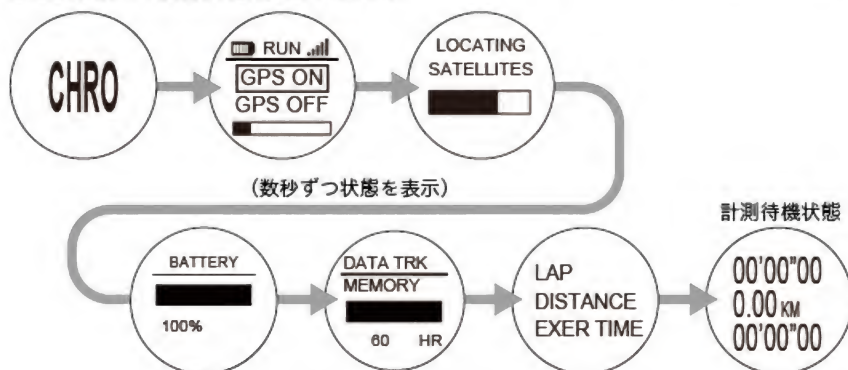 CHRO
RUN
GPS ON
GPS OFF
LOCATING
SATELLITES
(数秒ずつ状態を表示)
計測待機状態
BATTERY
100%
DATA TRK
MEMORY
60 HR
LAP
DISTANCE
EXER TIME
00'00"00
0.00 KM
00'00"00